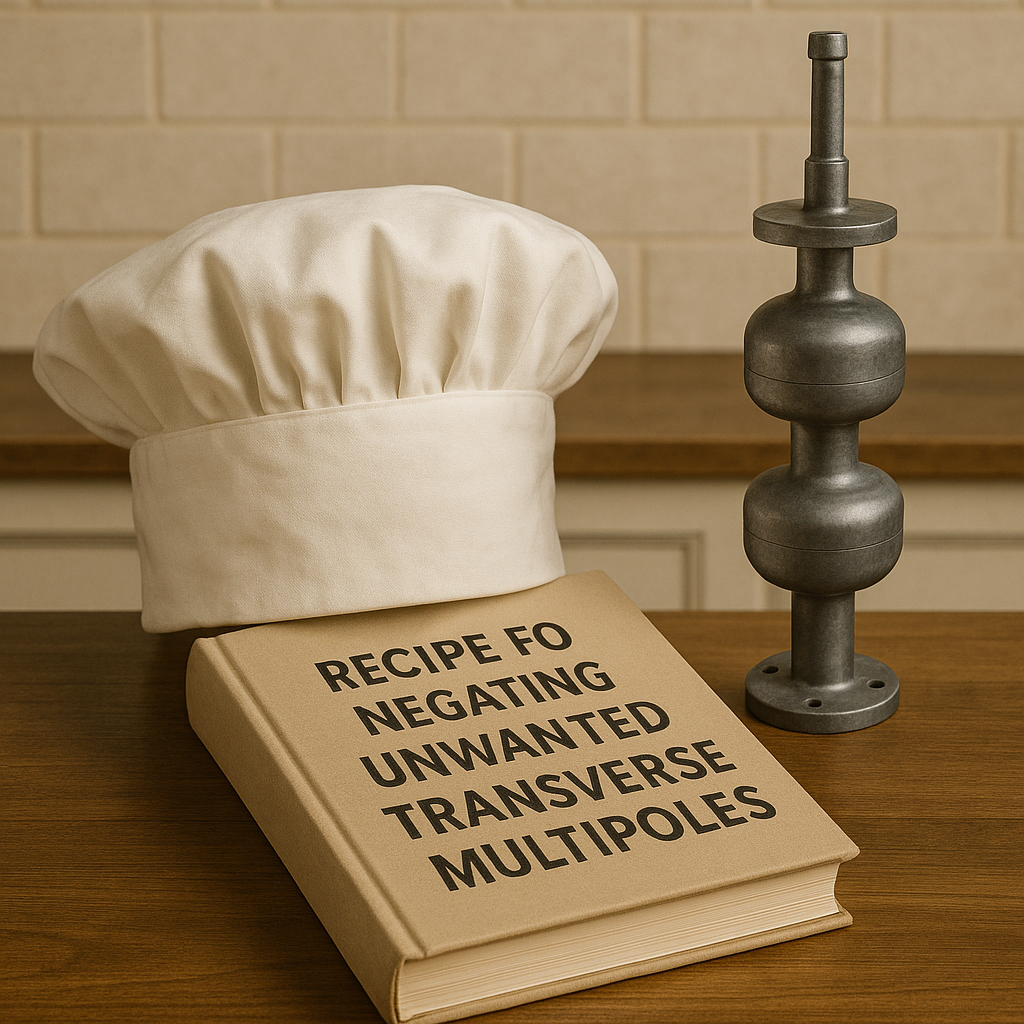 RECIPE FO
NEGATING
UNWANTED
TRANSVERSE
MULTIPOLES